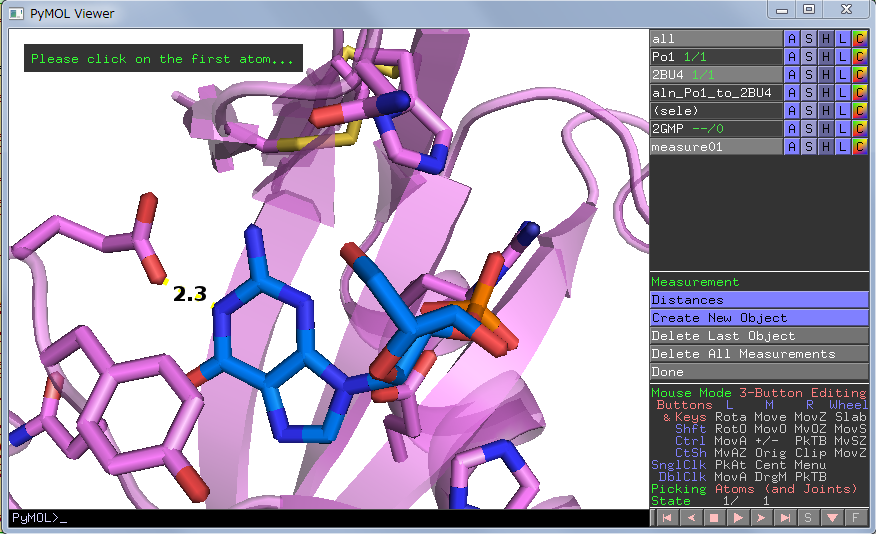 PyMOL Viewer
Please click on the first atom...
2.3
all A S H L C
Po1 1/1 A S H L C
2BU4 1/1 A S H L C
aln_Po1_to_2BU4 A S H L C
(sele) A S H L C
2GMP --/0 A S H L C
measure01 A S H L C
Measurement
Distances
Create New Object
Delete Last Object
Delete All Measurements
Done
Mouse Mode 3-Button Editing
Buttons L M R Wheel
& Keys Rota Move MovZ Slab
Shft RotO MovO MvOZ MovS
Ctrl MovA +/- PkTB MvSZ
CtSh MvAZ Orig Clip MovZ
SnglClk PkAt Cent Menu
DblClk MovA DrgM PkTB
Picking Atoms (and Joints)
State 1/ 1
PyMOL>_
S F